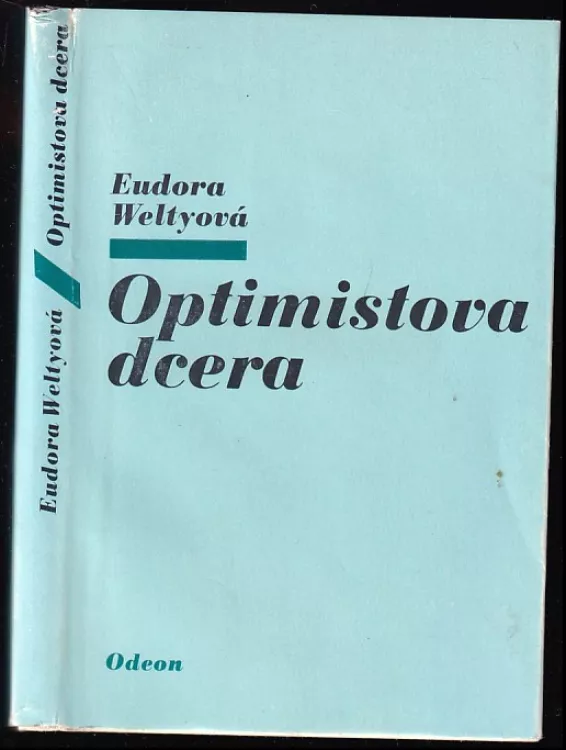 Eudora Weltyová
Optimistova dcera
Eudora
Weltyová
Optimistova
dcera
Odeon